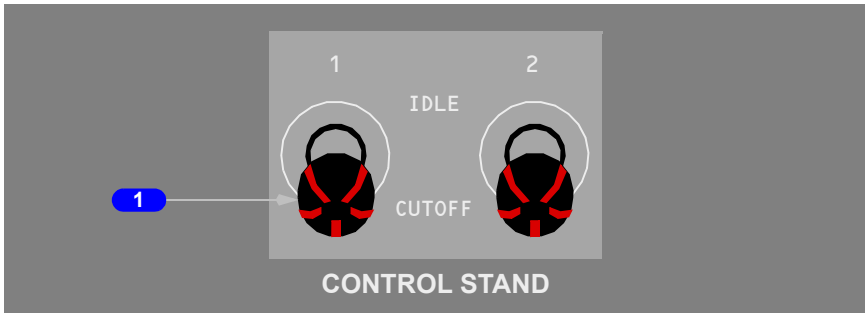 1 2
IDLE
1
CUTOFF
CONTROL STAND